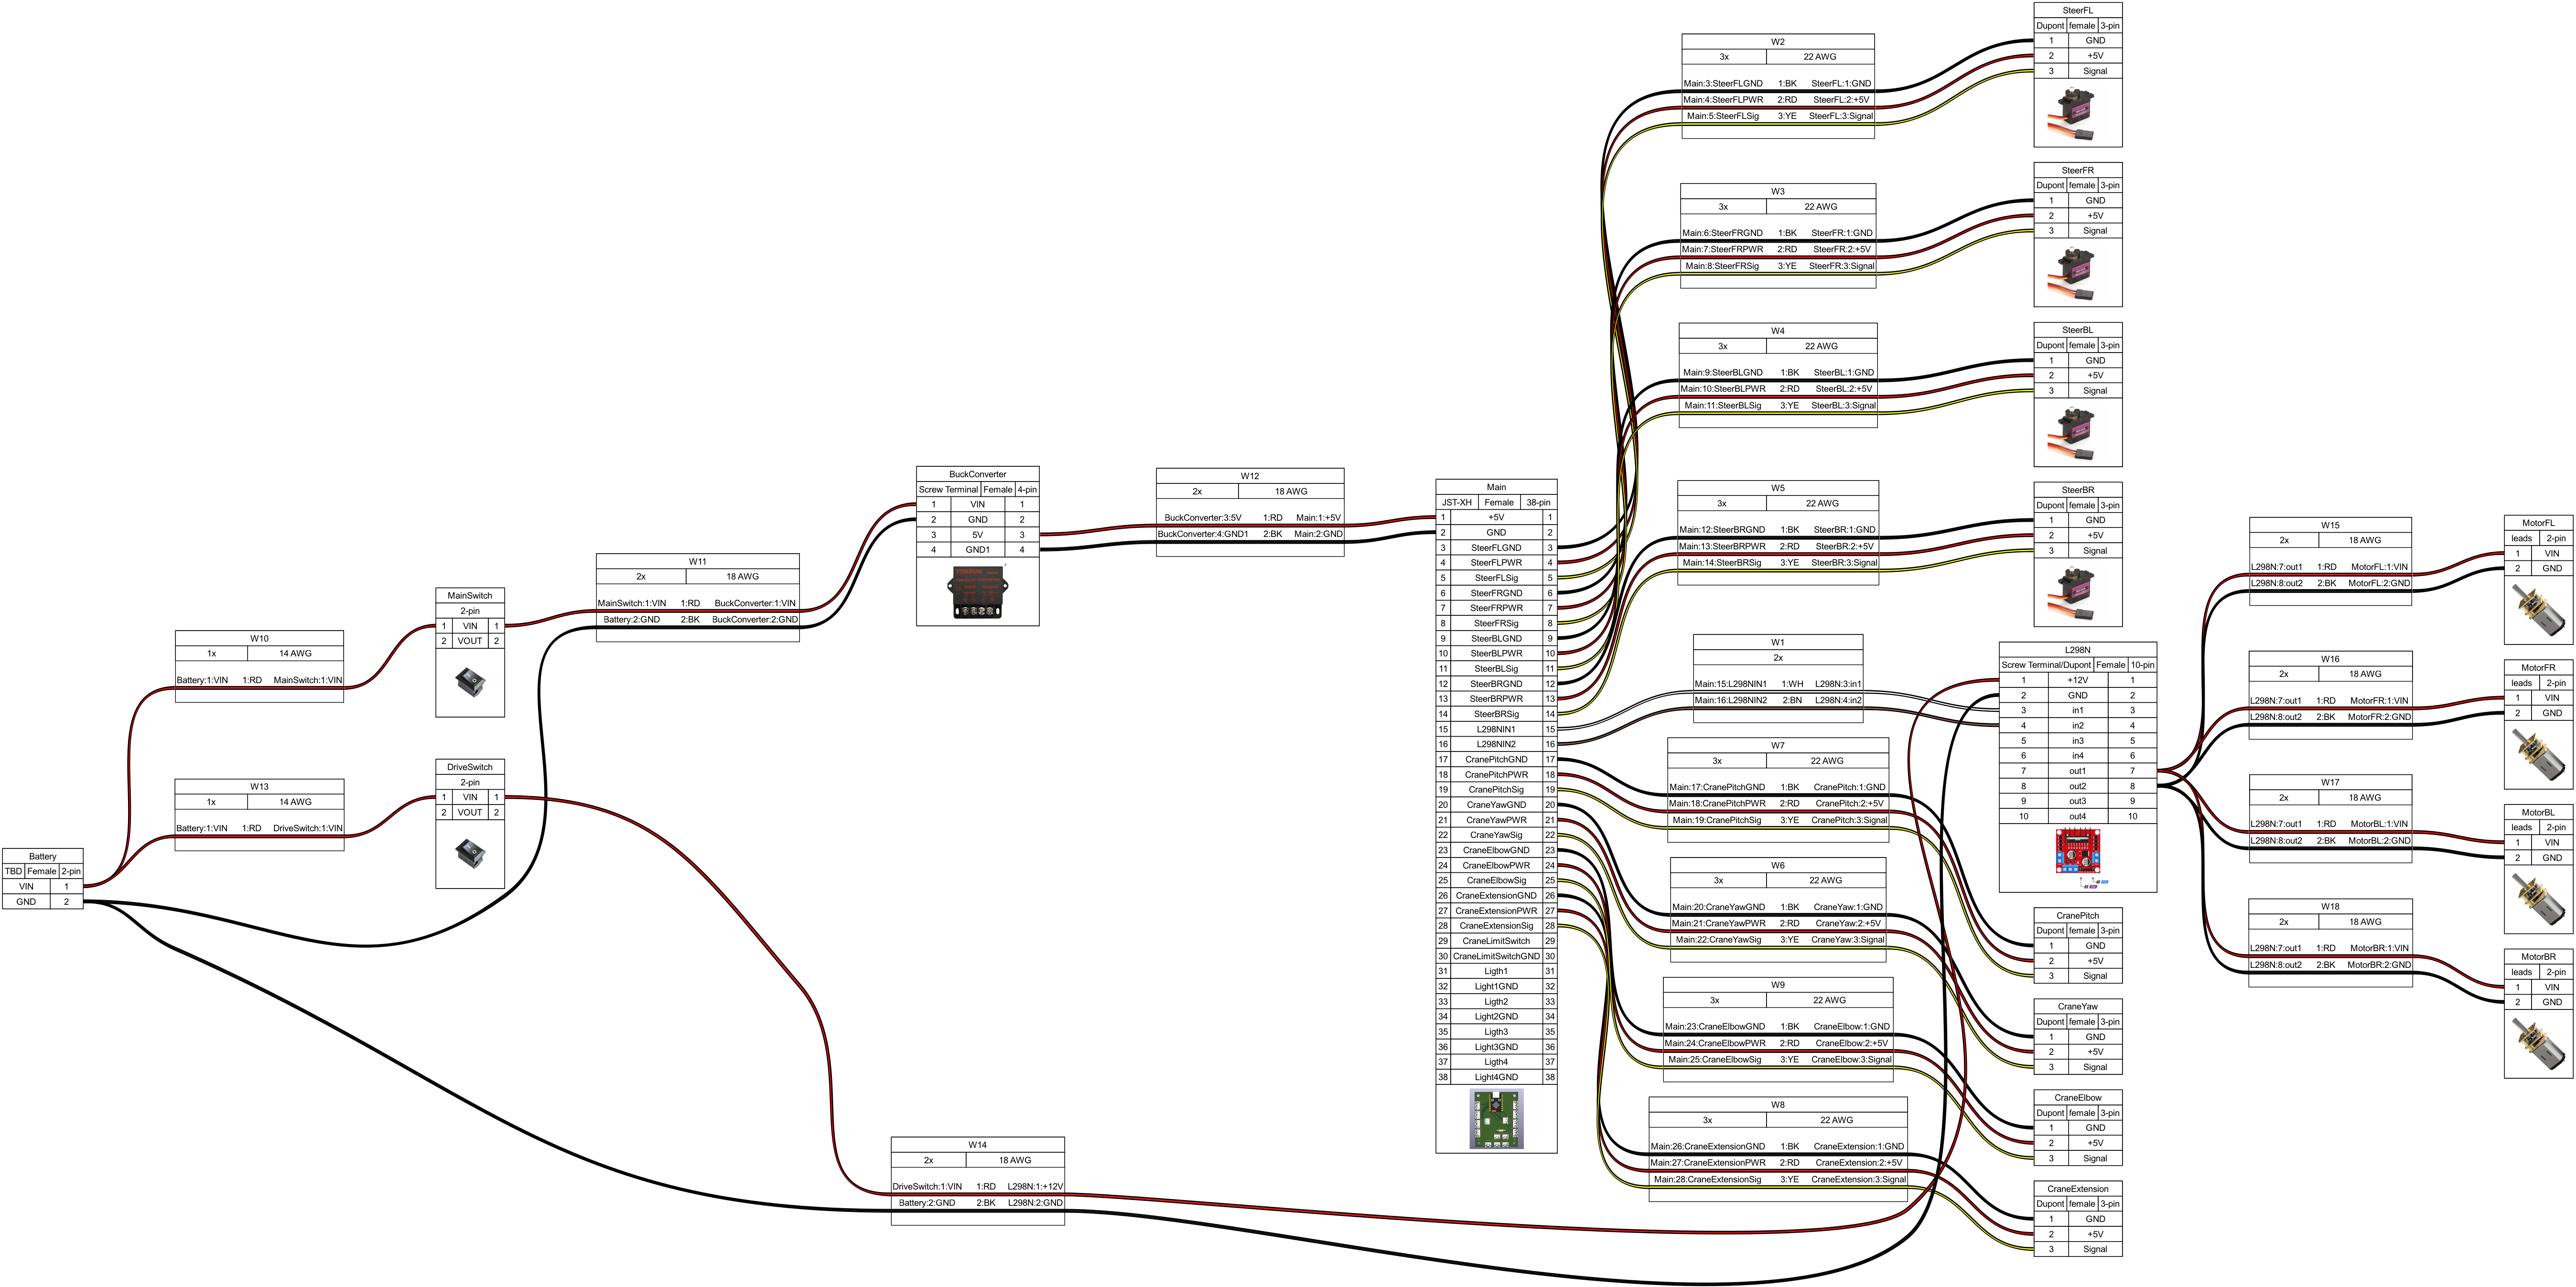 Battery
TBD Female 2-pin
VIN 1
GND 2
W10
1x 14 AWG
Battery:1:VIN 1:RD MainSwitch:1:VIN
W13
1x 14 AWG
Battery:1:VIN 1:RD DriveSwitch:1:VIN
MainSwitch
2-pin
1 VIN 1
2 VOUT 2
DriveSwitch
2-pin
1 VIN 1
2 VOUT 2
W11
2x 18 AWG
MainSwitch:1:VIN 1:RD BuckConverter:1:VIN
Battery:2:GND 2:BK BuckConverter:2:GND
BuckConverter
Screw Terminal Female 4-pin
1 VIN 1
2 GND 2
3 5V 3
4 GND1 4
W14
2x 18 AWG
DriveSwitch:1:VIN 1:RD L298N:1:+12V
Battery:2:GND 2:BK L298N:2:GND
W12
2x 18 AWG
BuckConverter:3:5V 1:RD Main:1:+5V
BuckConverter:4:GND1 2:BK Main:2:GND
Main
JST-XH Female 38-pin
1 +5V 1
2 GND 2
3 SteerFLGND 3
4 SteerFLPWR 4
5 SteerFLSig 5
6 SteerFRGND 6
7 SteerFRPWR 7
8 SteerFRSig 8
9 SteerBLGND 9
10 SteerBLPWR 10
11 SteerBLSig 11
12 SteerBRGND 12
13 SteerBRPWR 13
14 SteerBRSig 14
15 L298NIN1 15
16 L298NIN2 16
17 CranePitchGND 17
18 CranePitchPWR 18
19 CranePitchSig 19
20 CraneYawGND 20
21 CraneYawPWR 21
22 CraneYawSig 22
23 CraneElbowGND 23
24 CraneElbowPWR 24
25 CraneElbowSig 25
26 CraneExtensionGND 26
27 CraneExtensionPWR 27
28 CraneExtensionSig 28
29 CraneLimitSwitch 29
30 CraneLimitSwitchGND 30
31 Ligth1 31
32 Light1GND 32
33 Ligth2 33
34 Light2GND 34
35 Ligth3 35
36 Light3GND 36
37 Ligth4 37
38 Light4GND 38
W2
3x 22 AWG
Main:3:SteerFLGND 1:BK SteerFL:1:GND
Main:4:SteerFLPWR 2:RD SteerFL:2:+5V
Main:5:SteerFLSig 3:YE SteerFL:3:Signal
W3
3x 22 AWG
Main:6:SteerFRGND 1:BK SteerFR:1:GND
Main:7:SteerFRPWR 2:RD SteerFR:2:+5V
Main:8:SteerFRSig 3:YE SteerFR:3:Signal
W4
3x 22 AWG
Main:9:SteerBLGND 1:BK SteerBL:1:GND
Main:10:SteerBLPWR 2:RD SteerBL:2:+5V
Main:11:SteerBLSig 3:YE SteerBL:3:Signal
W5
3x 22 AWG
Main:12:SteerBRGND 1:BK SteerBR:1:GND
Main:13:SteerBRPWR 2:RD SteerBR:2:+5V
Main:14:SteerBRSig 3:YE SteerBR:3:Signal
W1
2x
Main:15:L298NIN1 1:WH L298N:3:in1
Main:16:L298NIN2 2:BN L298N:4:in2
W7
3x 22 AWG
Main:17:CranePitchGND 1:BK CranePitch:1:GND
Main:18:CranePitchPWR 2:RD CranePitch:2:+5V
Main:19:CranePitchSig 3:YE CranePitch:3:Signal
W6
3x 22 AWG
Main:20:CraneYawGND 1:BK CraneYaw:1:GND
Main:21:CraneYawPWR 2:RD CraneYaw:2:+5V
Main:22:CraneYawSig 3:YE CraneYaw:3:Signal
W9
3x 22 AWG
Main:23:CraneElbowGND 1:BK CraneElbow:1:GND
Main:24:CraneElbowPWR 2:RD CraneElbow:2:+5V
Main:25:CraneElbowSig 3:YE CraneElbow:3:Signal
W8
3x 22 AWG
Main:26:CraneExtensionGND 1:BK CraneExtension:1:GND
Main:27:CraneExtensionPWR 2:RD CraneExtension:2:+5V
Main:28:CraneExtensionSig 3:YE CraneExtension:3:Signal
SteerFL
Dupont female 3-pin
1 GND
2 +5V
3 Signal
SteerFR
Dupont female 3-pin
1 GND
2 +5V
3 Signal
SteerBL
Dupont female 3-pin
1 GND
2 +5V
3 Signal
SteerBR
Dupont female 3-pin
1 GND
2 +5V
3 Signal
L298N
Screw Terminal/Dupont Female 10-pin
1 +12V 1
2 GND 2
3 in1 3
4 in2 4
5 in3 5
6 in4 6
7 out1 7
8 out2 8
9 out3 9
10 out4 10
CranePitch
Dupont female 3-pin
1 GND
2 +5V
3 Signal
CraneYaw
Dupont female 3-pin
1 GND
2 +5V
3 Signal
CraneElbow
Dupont female 3-pin
1 GND
2 +5V
3 Signal
CraneExtension
Dupont female 3-pin
1 GND
2 +5V
3 Signal
W15
2x 18 AWG
L298N:7:out1 1:RD MotorFL:1:VIN
L298N:8:out2 2:BK MotorFL:2:GND
W16
2x 18 AWG
L298N:7:out1 1:RD MotorFR:1:VIN
L298N:8:out2 2:BK MotorFR:2:GND
W17
2x 18 AWG
L298N:7:out1 1:RD MotorBL:1:VIN
L298N:8:out2 2:BK MotorBL:2:GND
W18
2x 18 AWG
L298N:7:out1 1:RD MotorBR:1:VIN
L298N:8:out2 2:BK MotorBR:2:GND
MotorFL
leads 2-pin
1 VIN
2 GND
MotorFR
leads 2-pin
1 VIN
2 GND
MotorBL
leads 2-pin
1 VIN
2 GND
MotorBR
leads 2-pin
1 VIN
2 GND